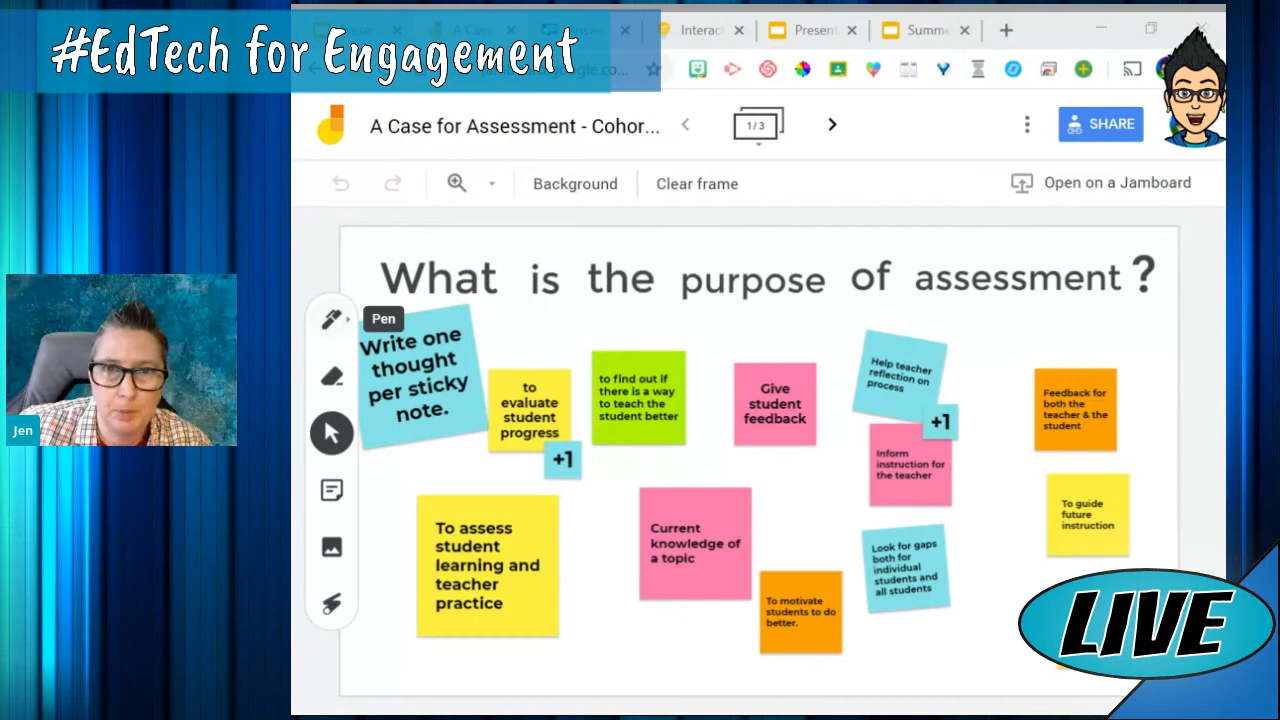 #EdTech for Engagement
Interact
Present
Summe
A Case for Assessment - Cohor...
1/3
SHARE
Background
Clear frame
Open on a Jamboard
What is the purpose of assessment?
Pen
Write one
thought
per sticky
note.
to
evaluate
student
progress
+1
to find out if
there is a way
to teach the
student better
Give
student
feedback
Help teacher
reflection on
process
+1
Inform
instruction for
the teacher
Feedback for
both the
teacher & the
student
To guide
future
instruction
To assess
student
learning and
teacher
practice
Current
knowledge of
a topic
To motivate
students to do
better.
Look for gaps
both for
individual
students and
all students
Jen
LIVE